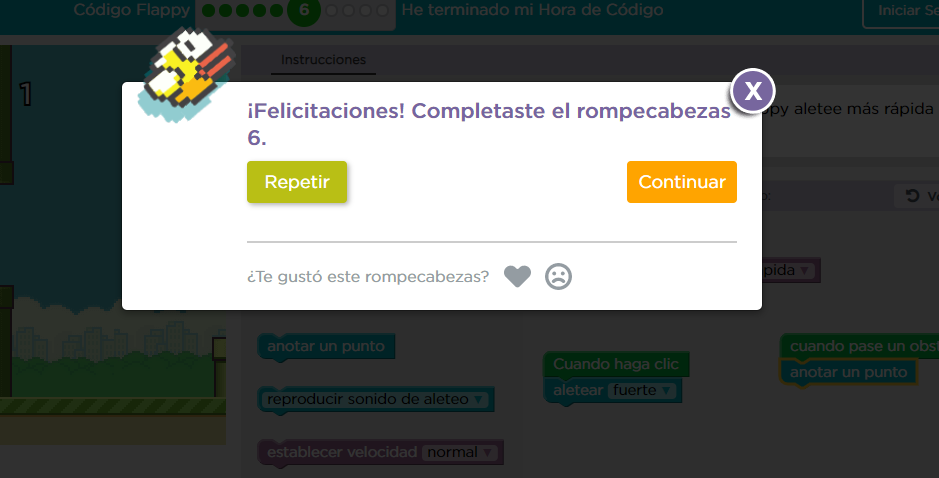 Código Flappy
6
He terminado mi Hora de Código
Iniciar Se
Instrucciones
1
ppy aletee más rápida
¡Felicitaciones! Completaste el rompecabezas
6.
Repetir
Continuar
¿Te gustó este rompecabezas?
X
pida
anotar un punto
reproducir sonido de aleteo
establecer velocidad normal
Cuando haga clic
aletear fuerte
cuando pase un obst
anotar un punto